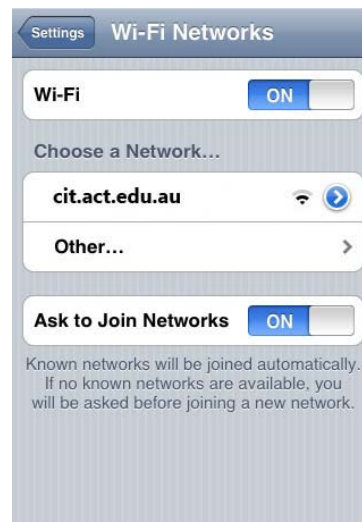 Settings Wi-Fi Networks
Wi-Fi ON
Choose a Network...
cit.act.edu.au
Other...
Ask to Join Networks ON
Known networks will be joined automatically.
If no known networks are available, you
will be asked before joining a new network.